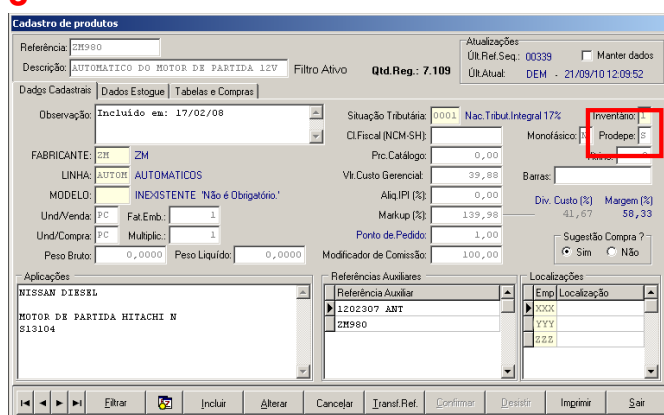 Cadastro de produtos
Referência: ZM980
Descrição: AUTOMATICO DO MOTOR DE PARTIDA 12V Filtro Ativo Qtd.Reg.: 7.109
Atualizações
Últ.Ref.Seq.: 00339 Manter dados
Últ.Atual: DEM - 21/09/10 12:09:52
Dados Cadastrais Dados Estoque Tabelas e Compras
Observação: Incluído em: 17/02/08
Situação Tributária: 0001 Nac.Tribut.Integral 17% Inventário: 1
Cl.Fiscal (NCM-SH): Monofásico: N Prodepe: S
FABRICANTE: ZM ZM Prc.Catálogo: 0,00
LINHA: AUTOM AUTOMATICOS Vlr.Custo Gerencial: 39,88 Barras:
MODELO: INEXISTENTE 'Não é Obrigatório.' Aliq.IPI (%): 0,00 Div. Custo (%) Margem (%)
Und/Venda: PC Fat.Emb.: 1 Markup (%): 139,98 41,67 58,33
Und/Compra: PC Multiplic.: 1 Ponto de.Pedido: 1,00 Sugestão Compra ?
Peso Bruto: 0,0000 Peso Liquído: 0,0000 Modificador de Comissão: 100,00 Sim Não
Aplicações
NISSAN DIESEL
MOTOR DE PARTIDA HITACHI N
S13104
Referências Auxiliares
Referência Auxiliar
1202307 ANT
ZM980
Localizações
Emp Localização
XXX
YYY
ZZZ
Filtrar Incluir Alterar Cancelar Transf.Ref. Confirmar Desistir Imprimir Sair